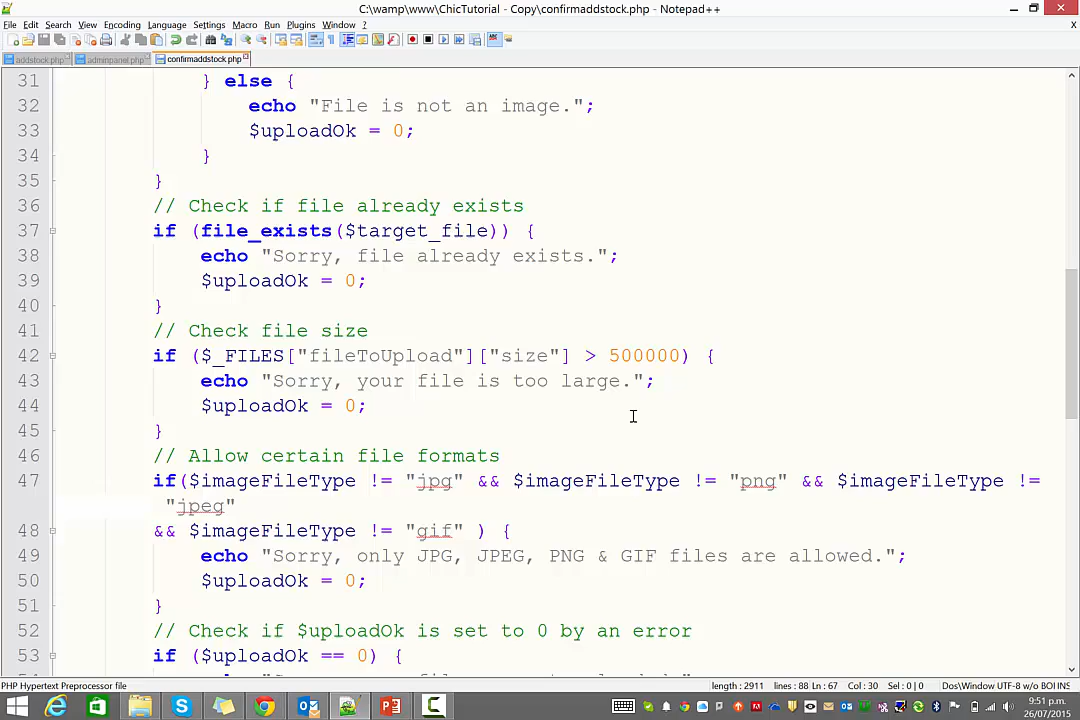 C:\wamp\www\ChicTutorial - Copy\confirmaddstock.php - Notepad++
File Edit Search View Encoding Language Settings Macro Run Plugins Window ?
addstock.php adminpanel.php confirmaddstock.php
31 } else {
32 echo "File is not an image.";
33 $uploadOk = 0;
34 }
35 }
36 // Check if file already exists
37 if (file_exists($target_file)) {
38 echo "Sorry, file already exists.";
39 $uploadOk = 0;
40 }
41 // Check file size
42 if ($_FILES["fileToUpload"]["size"] > 500000) {
43 echo "Sorry, your file is too large.";
44 $uploadOk = 0;
45 }
46 // Allow certain file formats
47 if($imageFileType != "jpg" && $imageFileType != "png" && $imageFileType !=
"jpeg"
48 && $imageFileType != "gif" ) {
49 echo "Sorry, only JPG, JPEG, PNG & GIF files are allowed.";
50 $uploadOk = 0;
51 }
52 // Check if $uploadOk is set to 0 by an error
53 if ($uploadOk == 0) {
PHP Hypertext Preprocessor file length : 2911 lines : 88 Ln : 67 Col : 30 Sel : 0 | 0 Dos\Windows UTF-8 w/o BOM INS
9:51 p.m.
26/07/2015